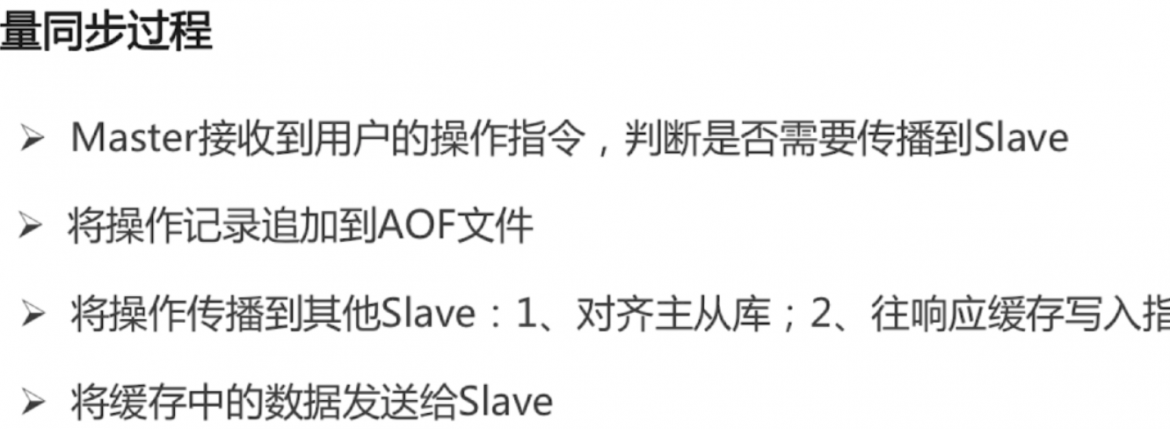 量同步过程
➢ Master接收到用户的操作指令，判断是否需要传播到Slave
➢ 将操作记录追加到AOF文件
➢ 将操作传播到其他Slave：1、对齐主从库；2、往响应缓存写入指
➢ 将缓存中的数据发送给Slave